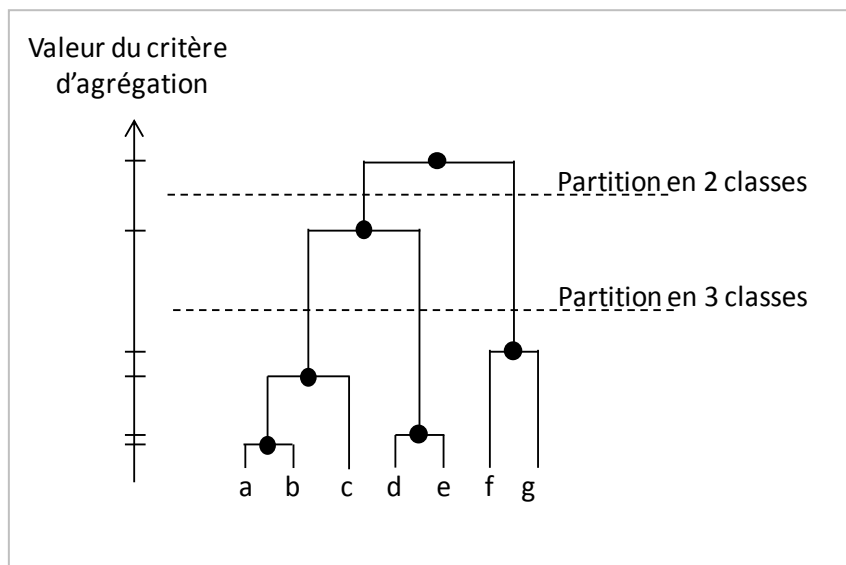 Valeur du critère
d'agrégation
Partition en 2 classes
Partition en 3 classes
a b c d e f g